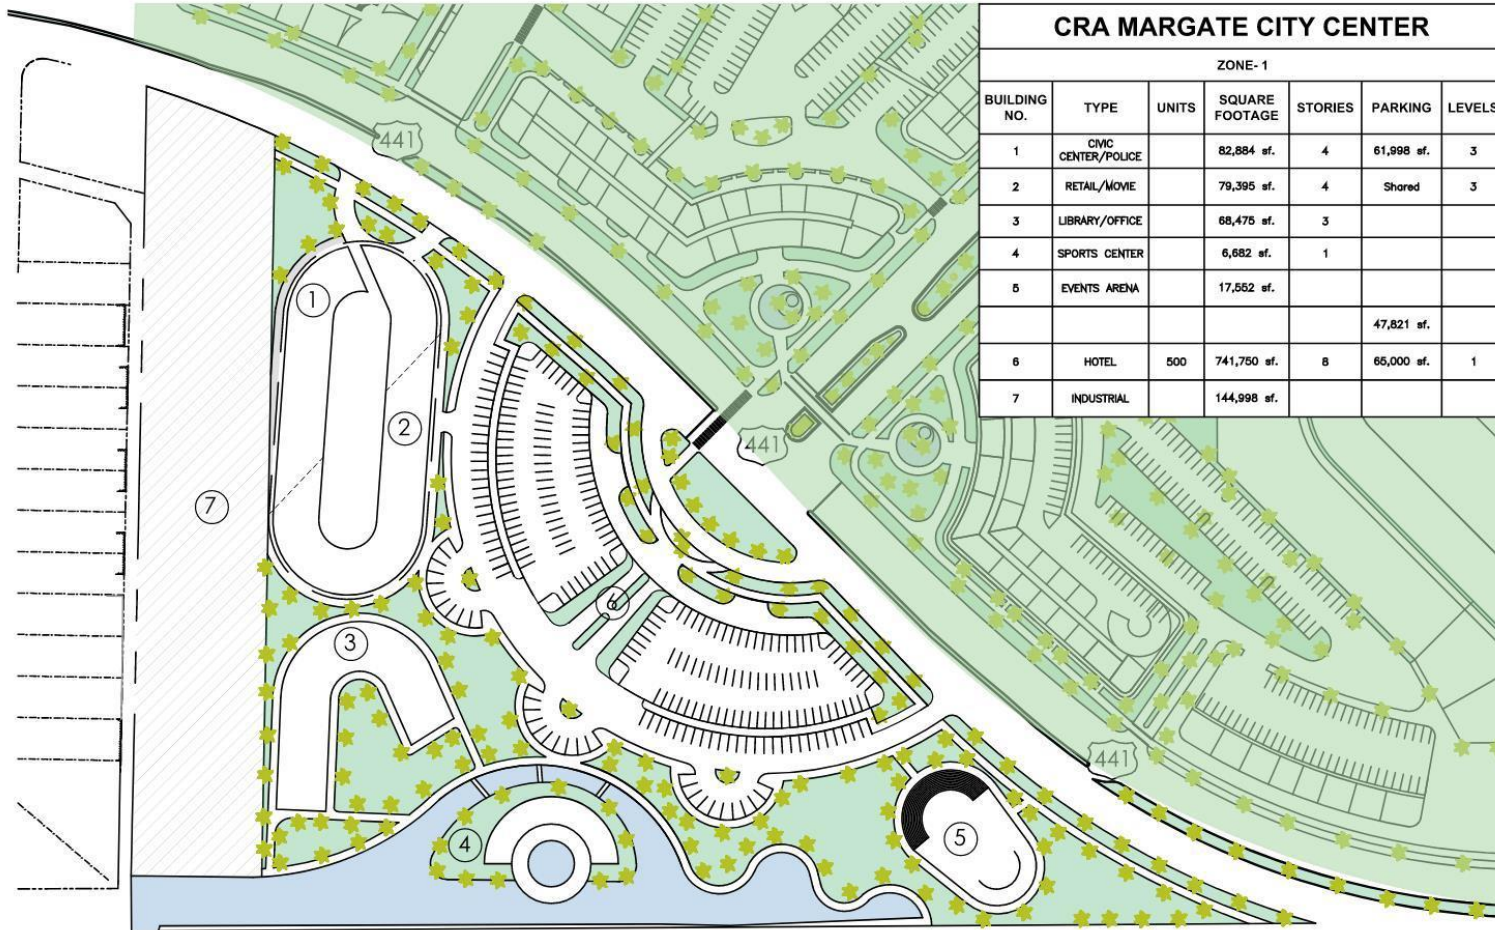 CRA MARGATE CITY CENTER
ZONE- 1
BUILDING NO. TYPE UNITS SQUARE FOOTAGE STORIES PARKING LEVELS
1 CIVIC CENTER/POLICE 82,884 sf. 4 61,998 sf. 3
2 RETAIL/MOVIE 79,395 sf. 4 Shared 3
3 LIBRARY/OFFICE 68,475 sf. 3
4 SPORTS CENTER 6,682 sf. 1
5 EVENTS ARENA 17,552 sf.
47,821 sf.
6 HOTEL 500 741,750 sf. 8 65,000 sf. 1
7 INDUSTRIAL 144,998 sf.
441
1
2
441
7
6
3
441
4
5